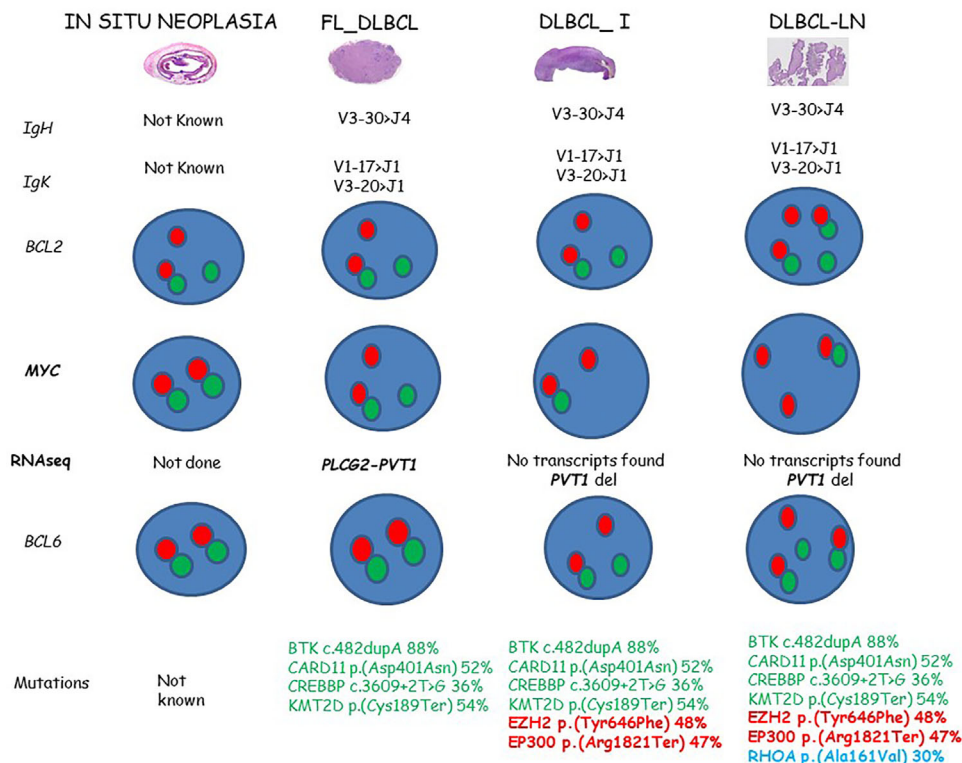 IN SITU NEOPLASIA FL_DLBCL DLBCL_ I DLBCL-LN
IgH Not Known V3-30>J4 V3-30>J4 V3-30>J4
IgK Not Known V1-17>J1 V1-17>J1 V1-17>J1
V3-20>J1 V3-20>J1 V3-20>J1
BCL2
MYC
RNAseq Not done PLCG2-PVT1 No transcripts found No transcripts found
PVT1 del PVT1 del
BCL6
Mutations Not
known
BTK c.482dupA 88%
CARD11 p.(Asp401Asn) 52%
CREBBP c.3609+2T>G 36%
KMT2D p.(Cys189Ter) 54%
BTK c.482dupA 88%
CARD11 p.(Asp401Asn) 52%
CREBBP c.3609+2T>G 36%
KMT2D p.(Cys189Ter) 54%
EZH2 p.(Tyr646Phe) 48%
EP300 p.(Arg1821Ter) 47%
BTK c.482dupA 88%
CARD11 p.(Asp401Asn) 52%
CREBBP c.3609+2T>G 36%
KMT2D p.(Cys189Ter) 54%
EZH2 p.(Tyr646Phe) 48%
EP300 p.(Arg1821Ter) 47%
RHOA p.(Ala161Val) 30%